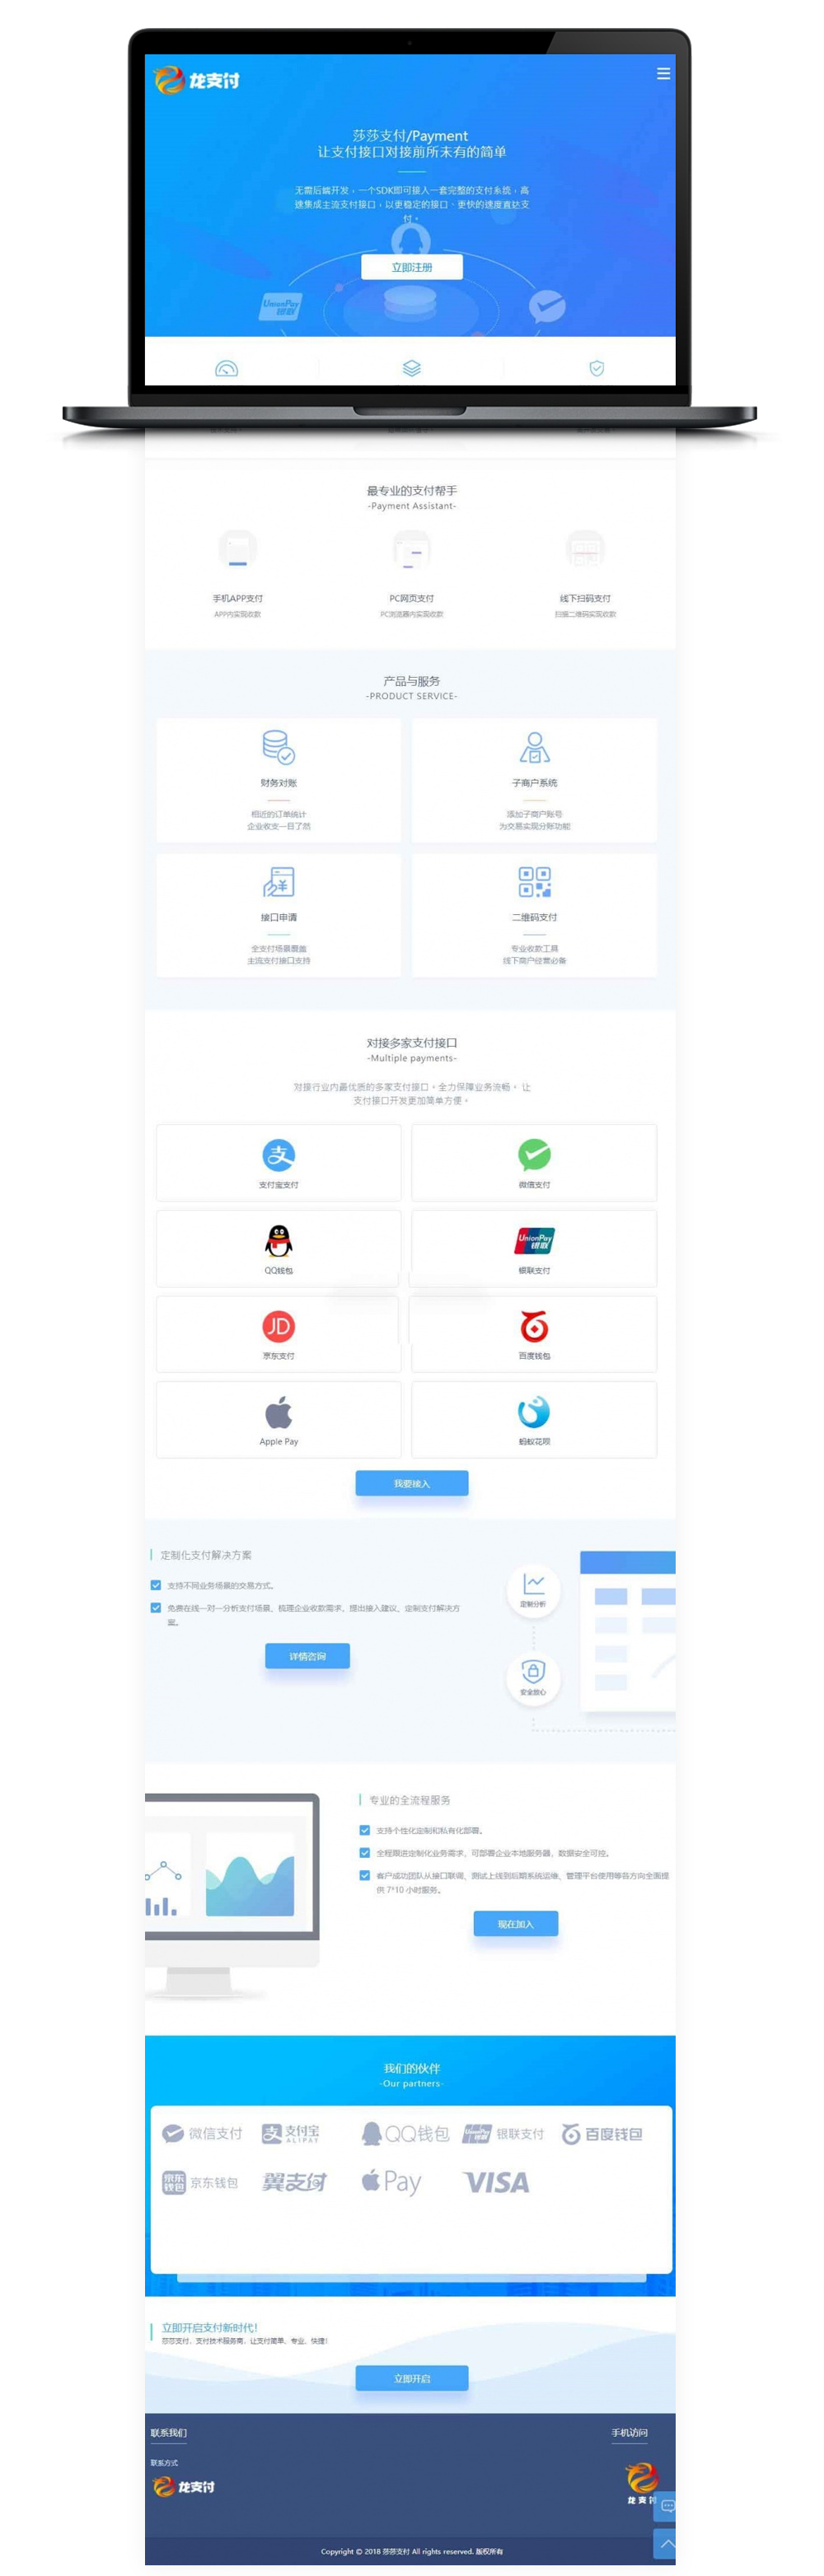 龙支付
莎莎支付/Payment
让支付接口对接前所未有的简单
无需后端开发，一个SDK即可接入一套完整的支付系统，高
速集成主流支付接口，以更稳定的接口、更快的速度直达支
付。
立即注册
UnionPay
银联
最专业的支付帮手
-Payment Assistant-
手机APP支付
PC网页支付
线下扫码支付
APP内实现收款
PC浏览器内实现收款
扫描二维码实现收款
产品与服务
-PRODUCT SERVICE-
财务对账
子商户系统
相近的订单统计
企业收支一目了然
添加子商户账号
为交易实现分账功能
接口申请
二维码支付
全支付场景覆盖
主流支付接口支持
专业收款工具
线下商户经营必备
对接多家支付接口
-Multiple payments-
对接行业内最优质的多家支付接口，全力保障业务流畅， 让
支付接口开发更加简单方便。
支
支付宝支付
微信支付
UnionPay
银联
QQ钱包
银联支付
JD
京东支付
百度钱包
Apple Pay
蚂蚁花呗
我要接入
定制化支付解决方案
支持不同业务场景的交易方式。
免费在线一对一分析支付场景、梳理企业收款需求、提出接入建议、定制支付解决方
案。
详情咨询
定制分析
安全放心
专业的全流程服务
支持个性化定制和私有化部署。
全程跟进定制化业务需求，可部署企业本地服务器，数据安全可控。
客户成功团队从接口联调、测试上线到后期系统运维、管理平台使用等各方向全面提
供 7*10 小时服务。
现在加入
我们的伙伴
-Our partners-
微信支付
支 支付宝
ALIPAY
QQ钱包
UnionPay 银联 银联支付
百度钱包
京东钱包 京东钱包
翼支付
Pay
VISA
立即开启支付新时代!
莎莎支付，支付技术服务商，让支付简单、专业、快捷!
立即开启
联系我们
手机访问
联系方式
龙支付
龙支付
Copyright © 2018 莎莎支付 All rights reserved. 版权所有